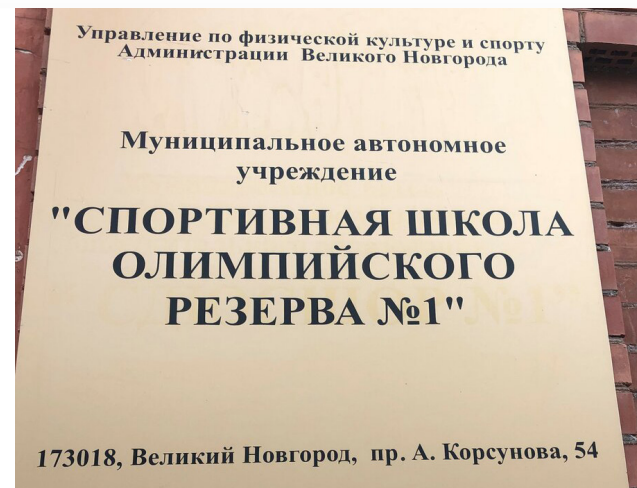 Управление по физической культуре и спорту
Администрации Великого Новгорода
Муниципальное автономное
учреждение
"СПОРТИВНАЯ ШКОЛА
ОЛИМПИЙСКОГО
РЕЗЕРВА №1"
173018, Великий Новгород, пр. А. Корсунова, 54